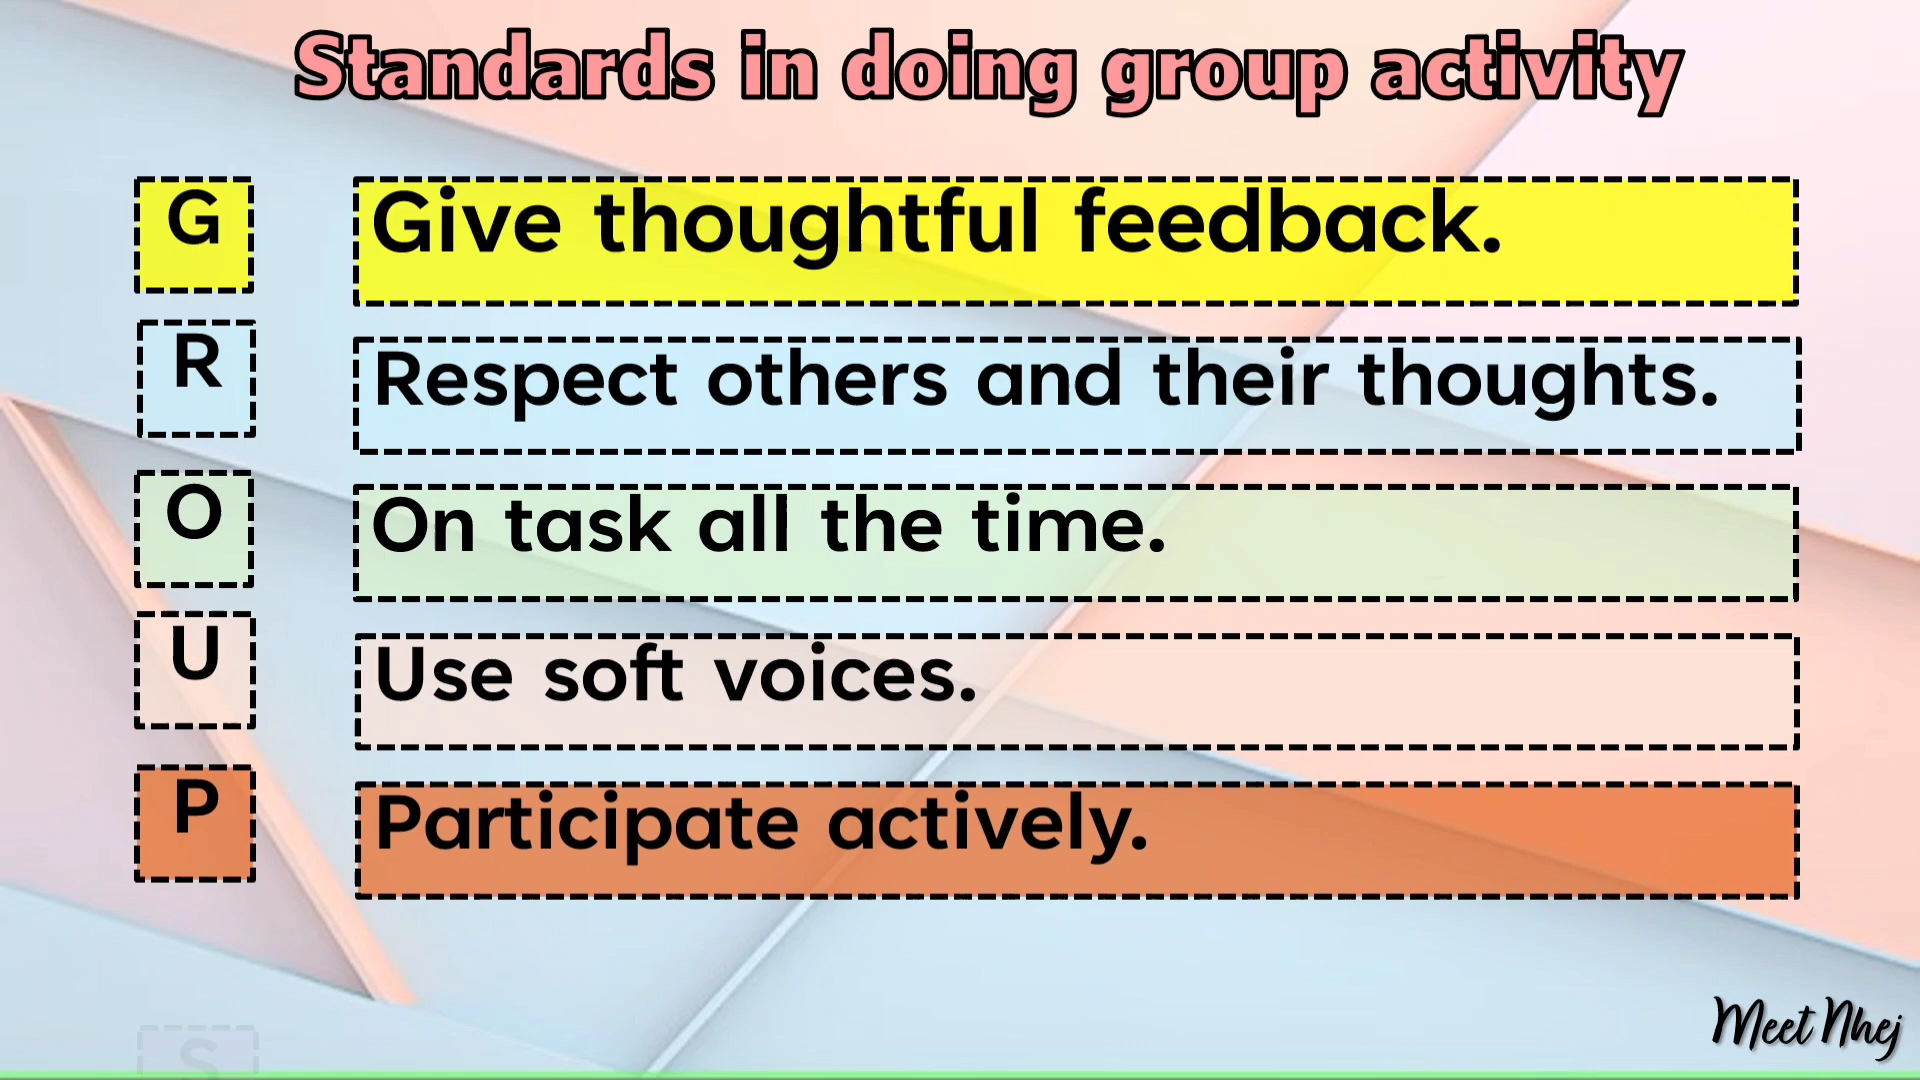 Standards in doing group activity
G
Give thoughtful feedback.
R
Respect others and their thoughts.
O
On task all the time.
U
Use soft voices.
P
Participate actively.
S
Meet Nhej